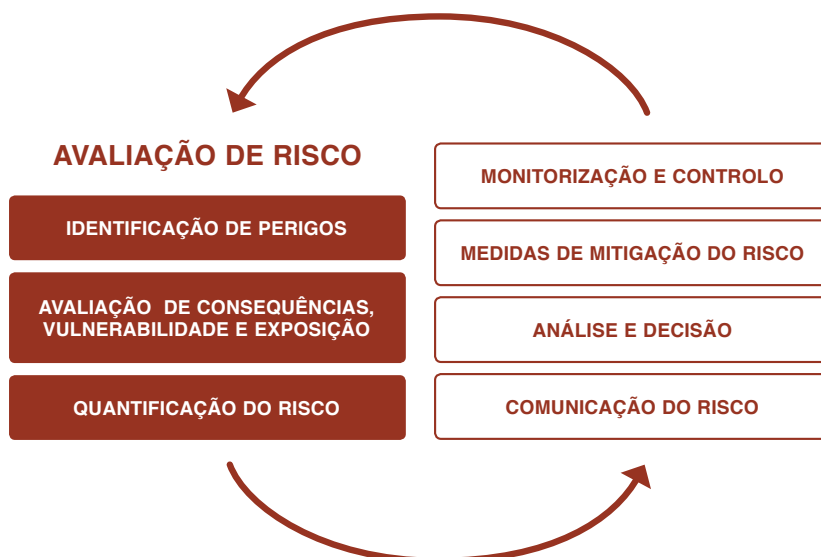 AVALIAÇÃO DE RISCO
IDENTIFICAÇÃO DE PERIGOS
AVALIAÇÃO DE CONSEQUÊNCIAS,
VULNERABILIDADE E EXPOSIÇÃO
QUANTIFICAÇÃO DO RISCO
MONITORIZAÇÃO E CONTROLO
MEDIDAS DE MITIGAÇÃO DO RISCO
ANÁLISE E DECISÃO
COMUNICAÇÃO DO RISCO